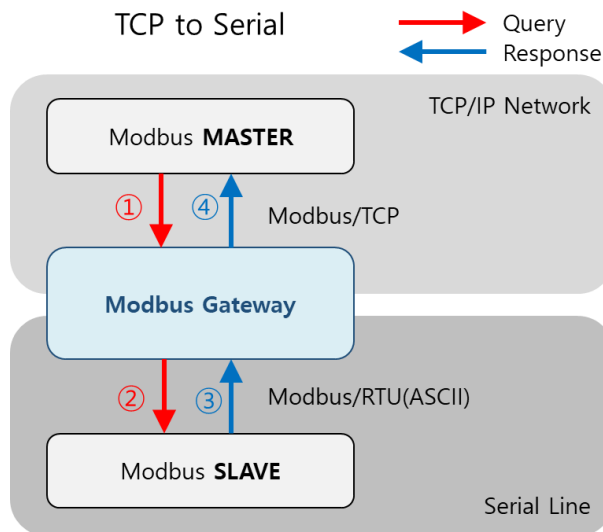 TCP to Serial
Query
Response
TCP/IP Network
Modbus MASTER
① ④
Modbus/TCP
Modbus Gateway
② ③
Modbus/RTU(ASCII)
Modbus SLAVE
Serial Line